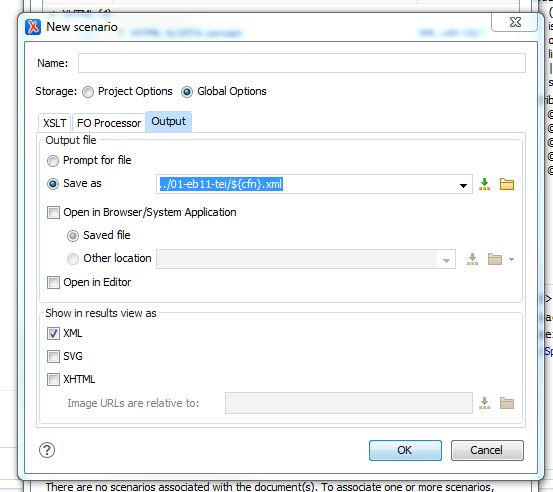 New scenario
Name:
Storage: Project Options Global Options
XSLT FO Processor Output
Output file
Prompt for file
Save as ../01-eb11-tei/${cfn}.xml
Open in Browser/System Application
Saved file
Other location
Open in Editor
Show in results view as
XML
SVG
XHTML
Image URLs are relative to:
OK Cancel
There are no scenarios associated with the document(s). To associate one or more scenarios,